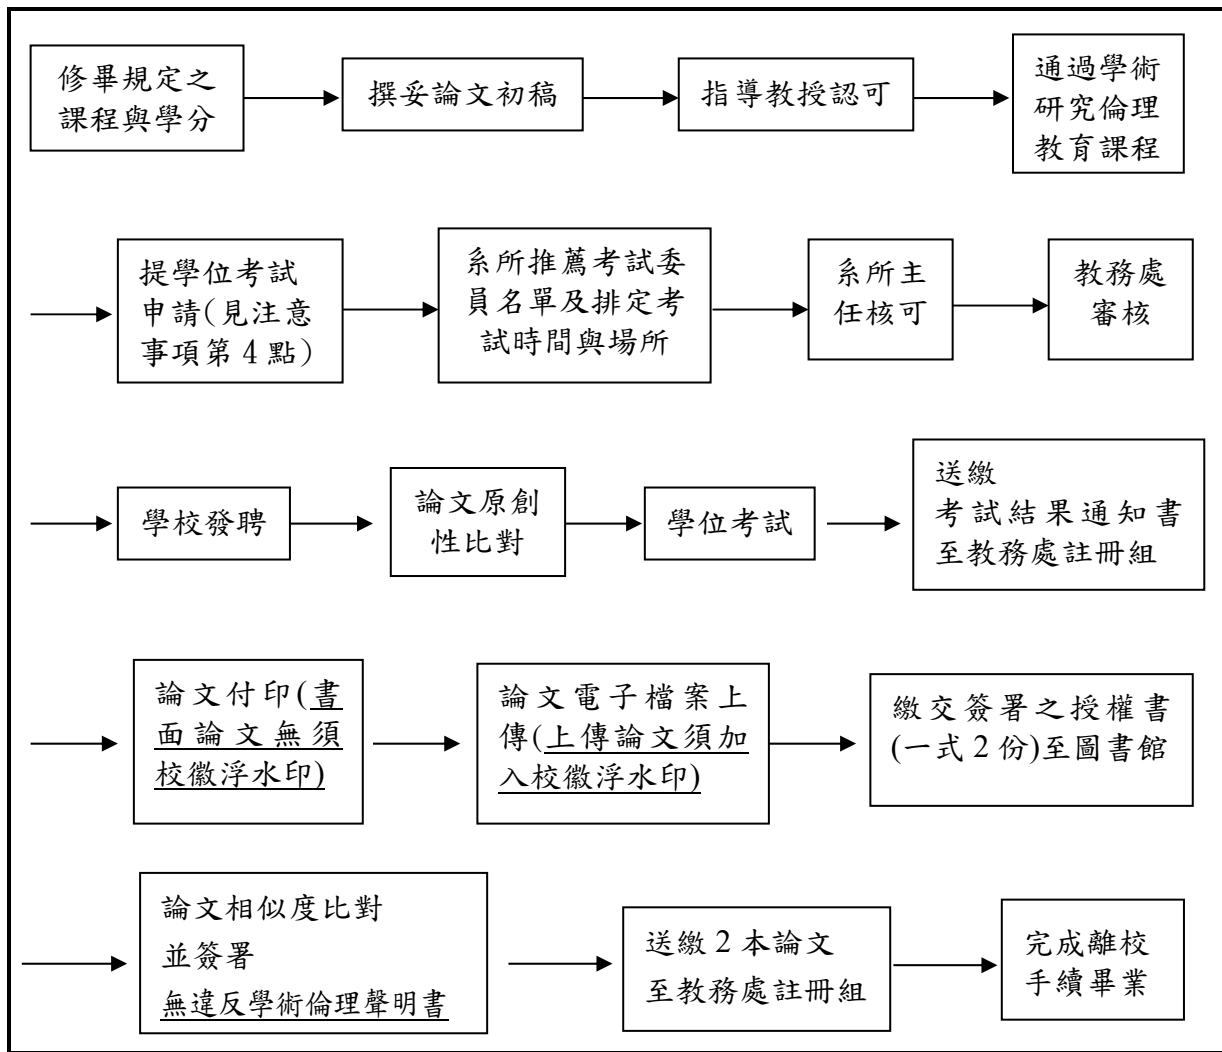 修畢規定之
課程與學分
撰妥論文初稿
指導教授認可
通過學術
研究倫理
教育課程
提學位考試
申請(見注意
事項第4點)
系所推薦考試委
員名單及排定考
試時間與場所
系所主
任核可
教務處
審核
學校發聘
論文原創
性比對
學位考試
送繳
考試結果通知書
至教務處註冊組
論文付印(書
面論文無須
校徽浮水印)
論文電子檔案上
傳(上傳論文須加
入校徽浮水印)
繳交簽署之授權書
(一式2份)至圖書館
論文相似度比對
並簽署
無違反學術倫理聲明書
送繳2本論文
至教務處註冊組
完成離校
手續畢業